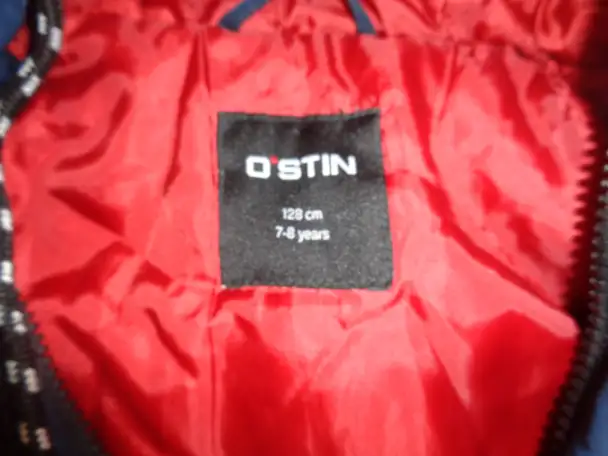 O'STIN
128 cm
7-8 years